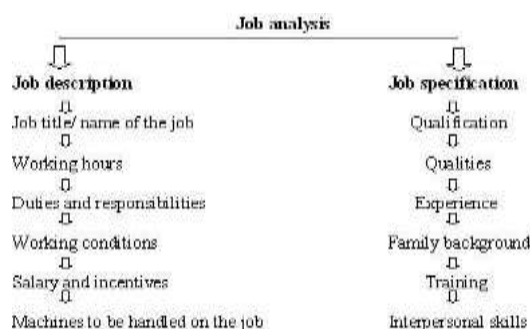 Job analysis
Job description
Job title/ name of the job
Working hours
Duties and responsibilities
Working conditions
Salary and incentives
Machines to be handled on the job
Job specification
Qualification
Qualities
Experience
Family background
Training
Interpersonal skills